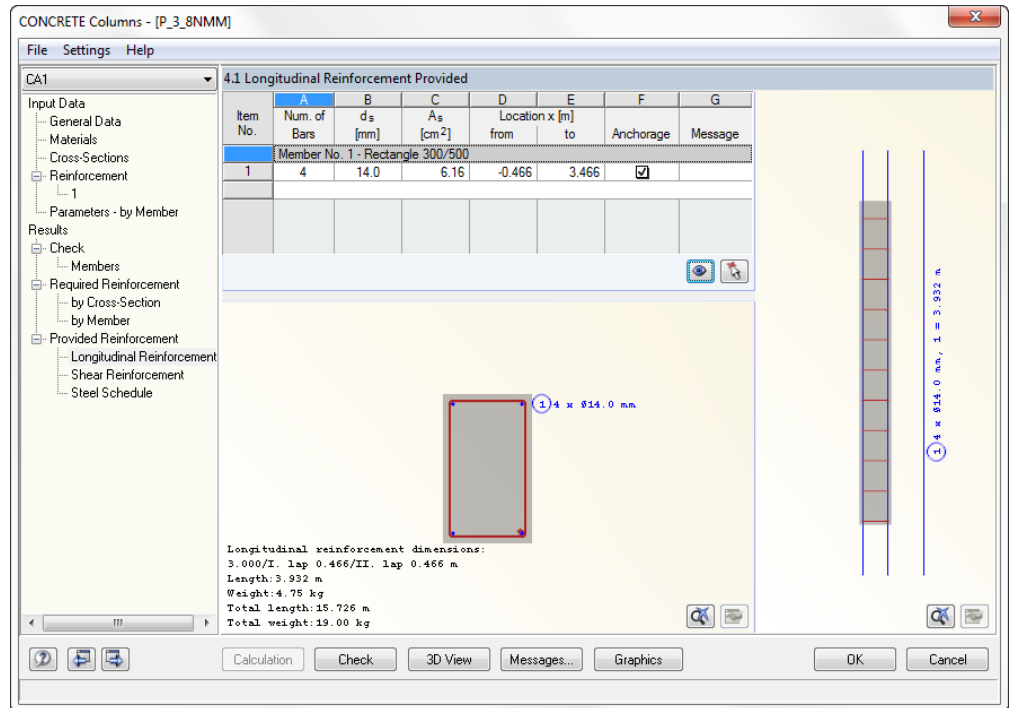 CONCRETE Columns - [P_3_8NMM]
File Settings Help
CA1
4.1 Longitudinal Reinforcement Provided
Input Data
General Data
Materials
Cross-Sections
Reinforcement
1
Parameters - by Member
Results
Check
Members
Required Reinforcement
by Cross-Section
by Member
Provided Reinforcement
Longitudinal Reinforcement
Shear Reinforcement
Steel Schedule
A B C D E F G
Item Num. of ds As Location x [m]
No. Bars [mm] [cm²] from to Anchorage Message
Member No. 1 - Rectangle 300/500
1 4 14.0 6.16 -0.466 3.466
1 4 x Ø14.0 mm
Longitudinal reinforcement dimensions:
3.000/I. lap 0.466/II. lap 0.466 m
Length:3.932 m
Weight:4.75 kg
Total length:15.726 m
Total weight:19.00 kg
1 4 x Ø14.0 mm, l = 3.932 m
Calculation Check 3D View Messages... Graphics OK Cancel